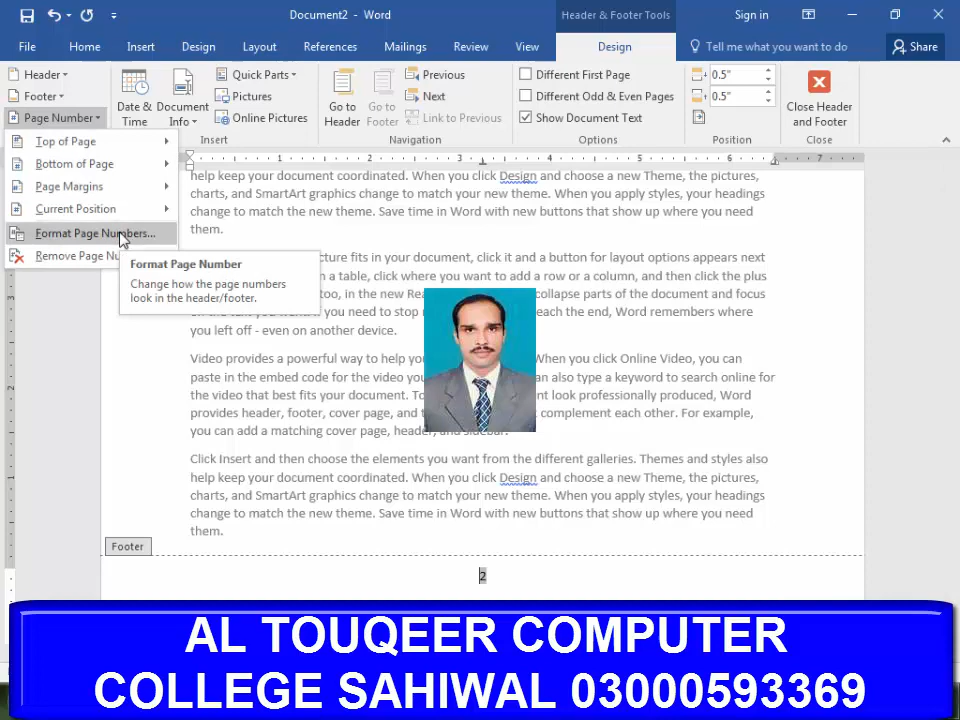 Document2 - Word
Header & Footer Tools
Sign in
File Home Insert Design Layout References Mailings Review View Design Tell me what you want to do Share
Header
Footer
Page Number
Date & Time
Document Info
Quick Parts
Pictures
Online Pictures
Insert
Go to Header
Go to Footer
Previous
Next
Link to Previous
Navigation
Different First Page
Different Odd & Even Pages
Show Document Text
Options
0.5"
0.5"
Position
Close Header and Footer
Close
Top of Page
Bottom of Page
Page Margins
Current Position
Format Page Numbers...
Remove Page Nu
Format Page Number
Change how the page numbers
look in the header/footer.
1 2 3 4 5 6 7
help keep your document coordinated. When you click Design and choose a new Theme, the pictures,
charts, and SmartArt graphics change to match your new theme. When you apply styles, your headings
change to match the new theme. Save time in Word with new buttons that show up where you need
them.
cture fits in your document, click it and a button for layout options appears next
n a table, click where you want to add a row or a column, and then click the plus
too, in the new Rea collapse parts of the document and focus
you need to stop each the end, Word remembers where
you left off - even on another device.
Video provides a powerful way to help you When you click Online Video, you can
paste in the embed code for the video you an also type a keyword to search online for
the video that best fits your document. To nt look professionally produced, Word
provides header, footer, cover page, and t complement each other. For example,
you can add a matching cover page, header, and sidebar.
Click Insert and then choose the elements you want from the different galleries. Themes and styles also
help keep your document coordinated. When you click Design and choose a new Theme, the pictures,
charts, and SmartArt graphics change to match your new theme. When you apply styles, your headings
change to match the new theme. Save time in Word with new buttons that show up where you need
them.
Footer
2
AL TOUQEER COMPUTER
COLLEGE SAHIWAL 03000593369